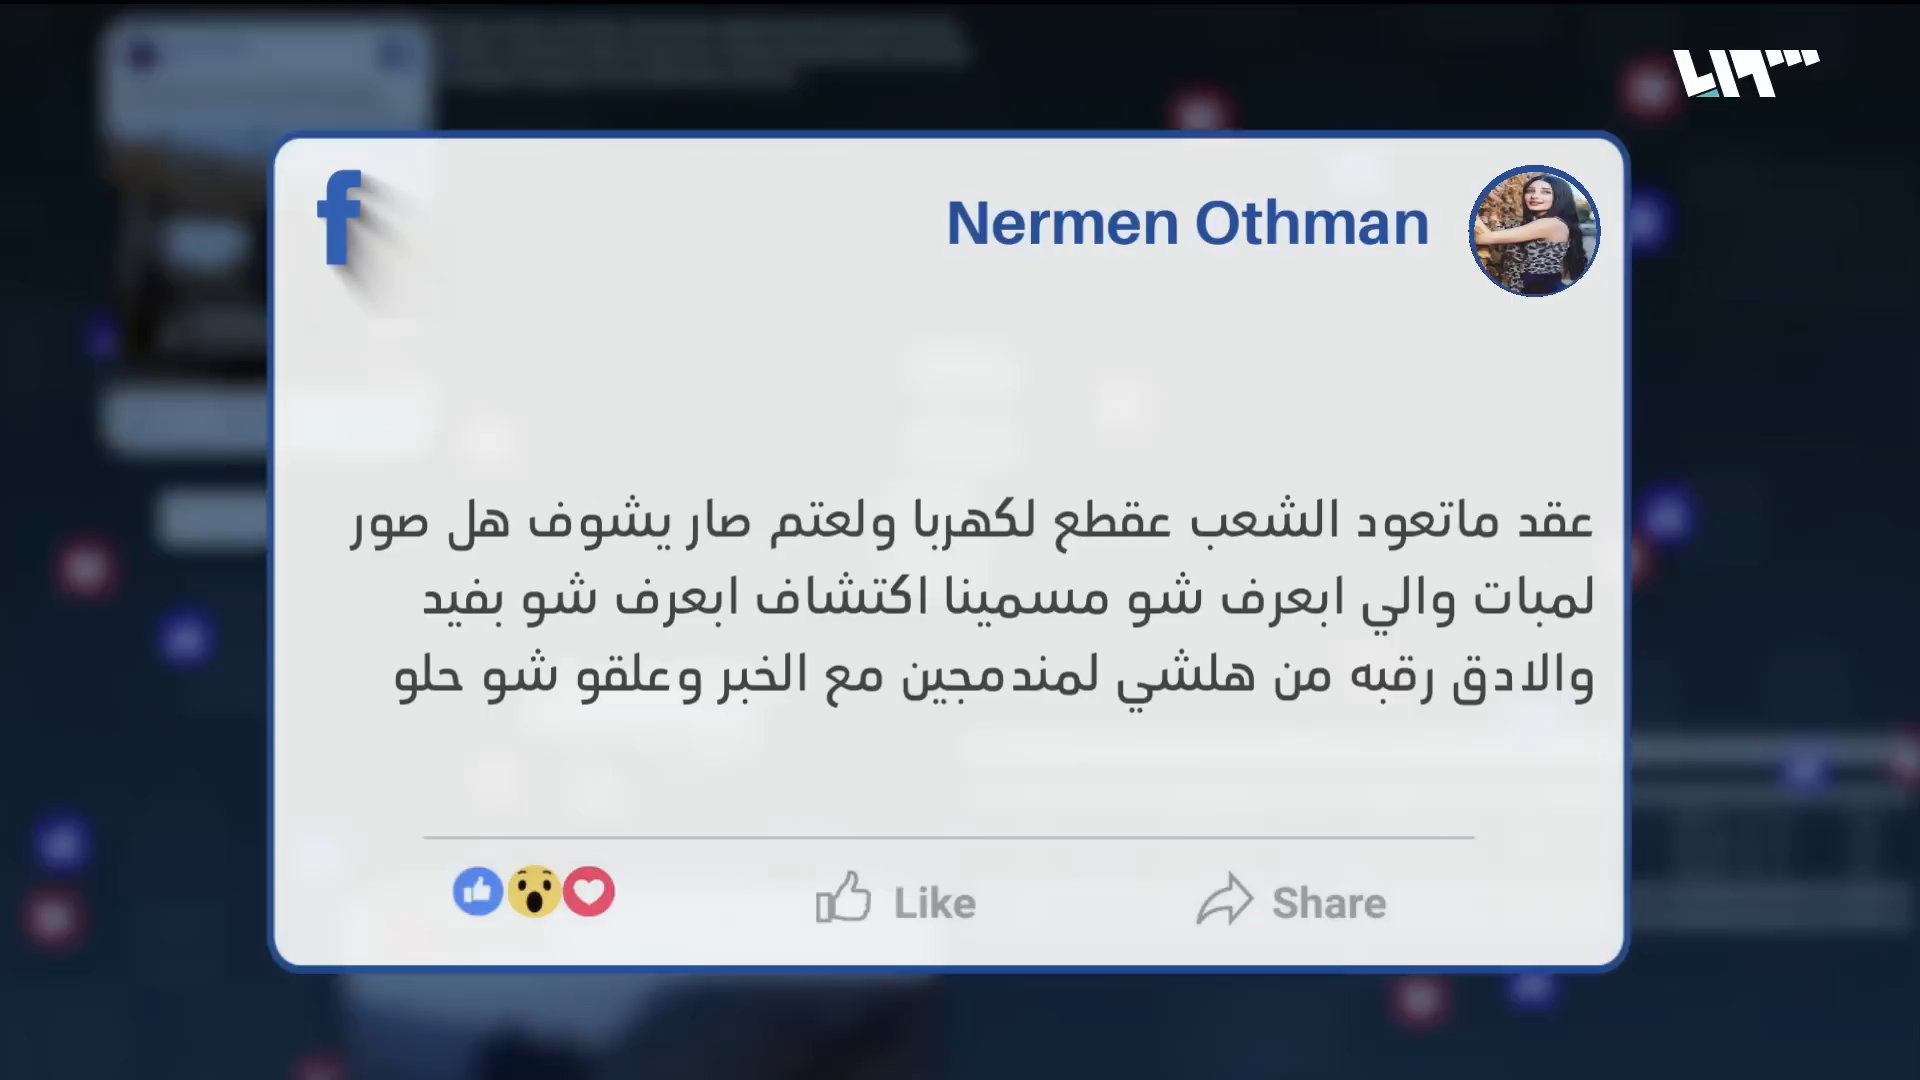 Nermen Othman
عقد ماتعود الشعب عقطع لكهربا ولعتم صار يشوف هل صور
لمبات والي ابعرف شو مسمينا اكتشاف ابعرف شو بفيد
والادق رقبه من هلشي لمندمجين مع الخبر وعلقو شو حلو
Like
Share